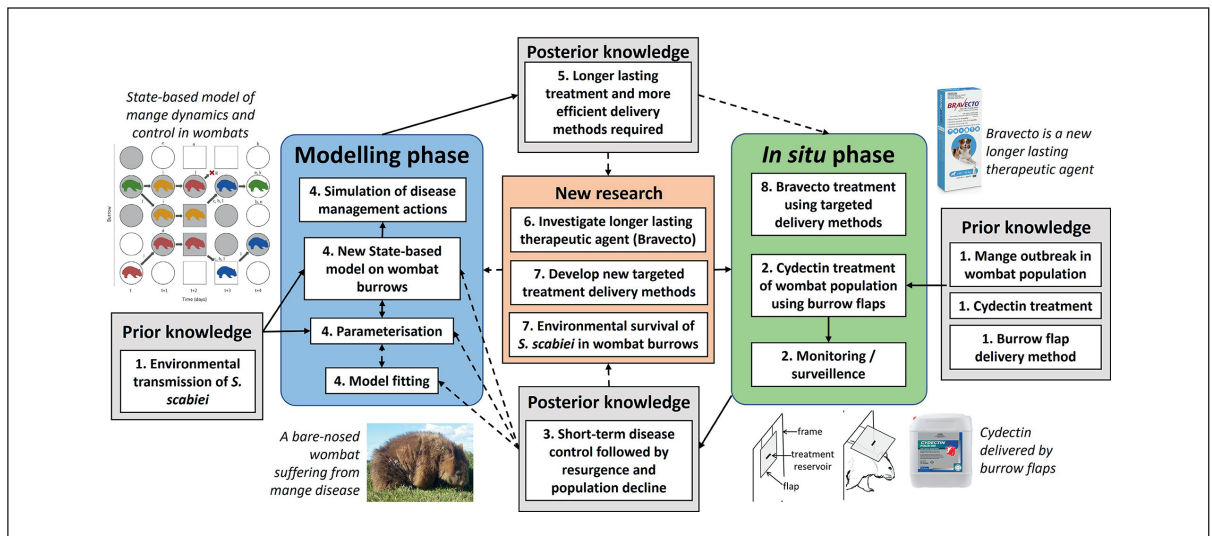 State-based model of
mange dynamics and
control in wombats
Burrow
t
t+1
t+2
t+3
t+4
Time (days)
Prior knowledge
1. Environmental
transmission of S.
scabiei
Modelling phase
4. Simulation of disease
management actions
4. New State-based
model on wombat
burrows
4. Parameterisation
4. Model fitting
A bare-nosed
wombat
suffering from
mange disease
Posterior knowledge
5. Longer lasting
treatment and more
efficient delivery
methods required
New research
6. Investigate longer lasting
therapeutic agent (Bravecto)
7. Develop new targeted
treatment delivery methods
7. Environmental survival of
S. scabiei in wombat burrows
Posterior knowledge
3. Short-term disease
control followed by
resurgence and
population decline
In situ phase
8. Bravecto treatment
using targeted
delivery methods
2. Cydectin treatment
of wombat population
using burrow flaps
2. Monitoring /
surveillence
BRAVECTO
Bravecto is a new
longer lasting
therapeutic agent
Prior knowledge
1. Mange outbreak in
wombat population
1. Cydectin treatment
1. Burrow flap
delivery method
frame
treatment
reservoir
flap
CYDECTIN
Cydectin
delivered by
burrow flaps